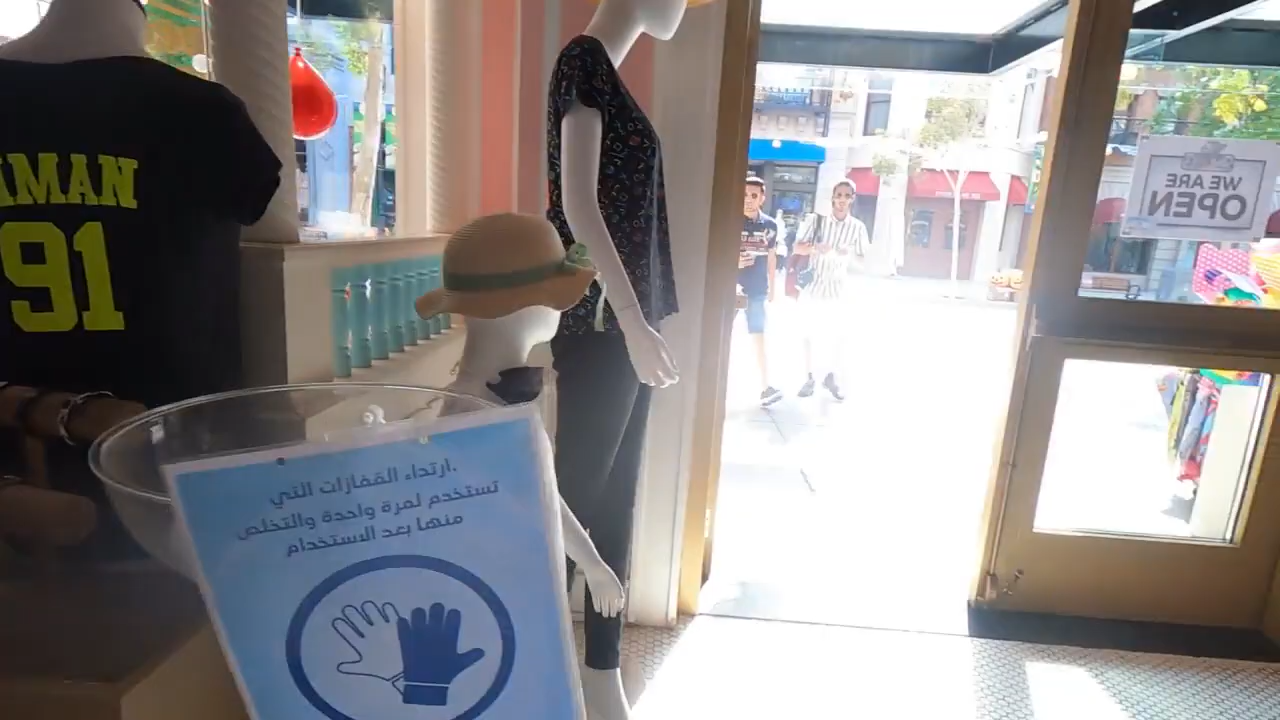 MAN
91
ارتداء القفازات التي.
تستخدم لمرة واحدة والتخلص
منها بعد الاستخدام
WE ARE
OPEN